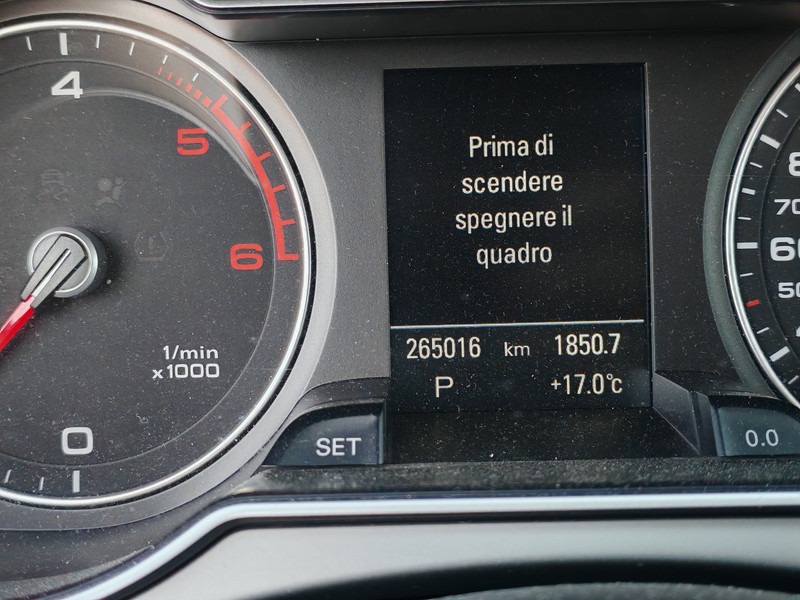 4
5
6
1/min
x1000
0
SET
Prima di
scendere
spegnere il
quadro
265016 km 1850.7
P +17.0°C
0.0